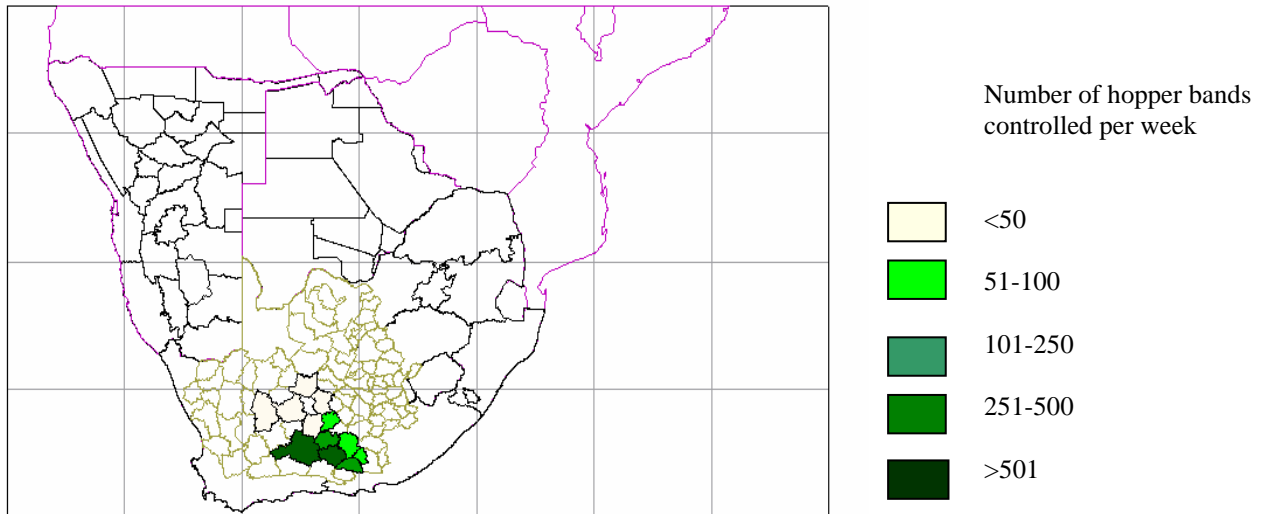 Number of hopper bands
controlled per week
<50
51-100
101-250
251-500
>501